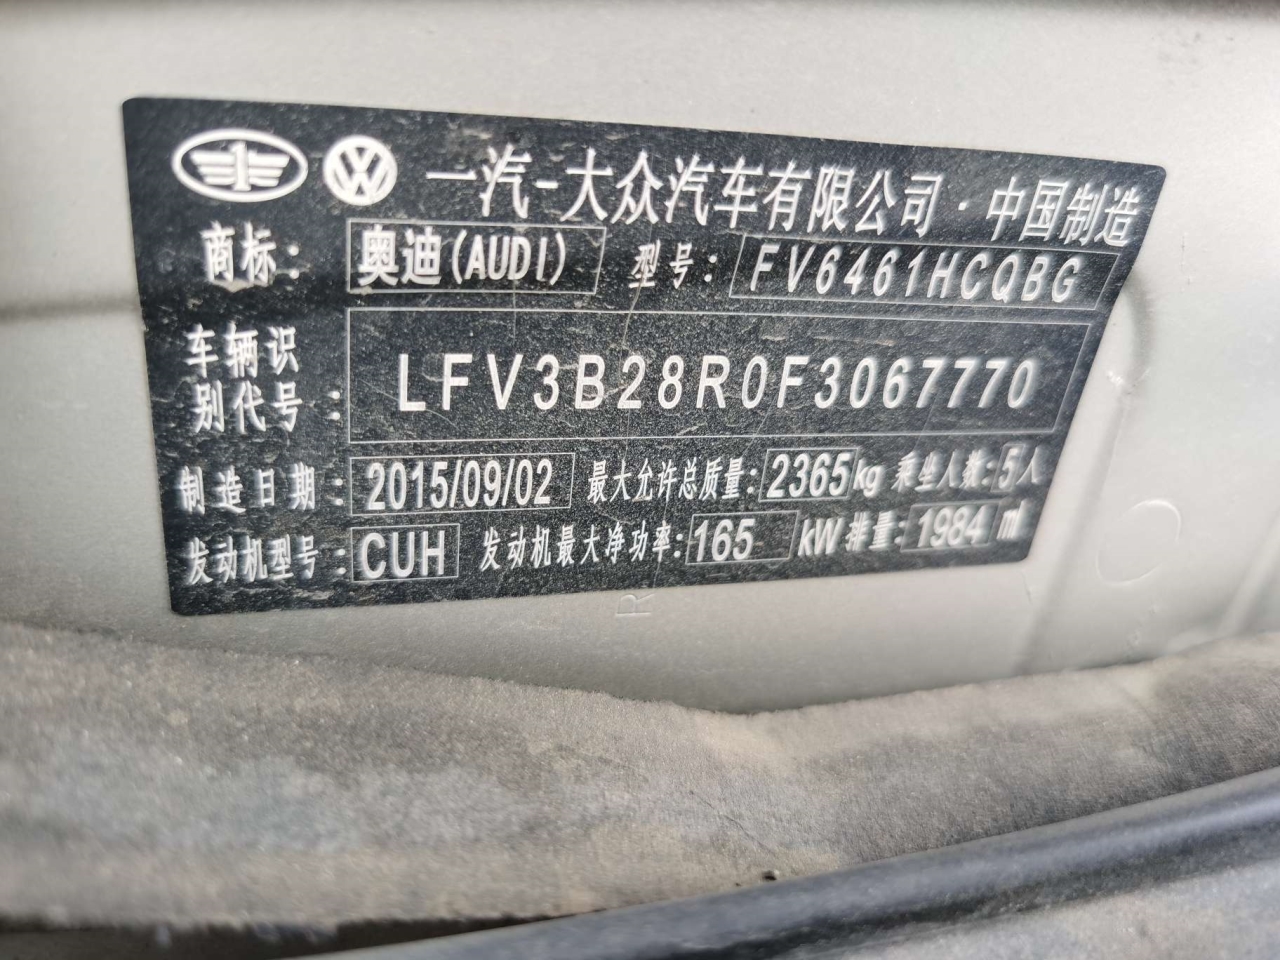 一汽-大众汽车有限公司·中国制造
商标: 奥迪(AUDI) 型号: FV6461HCQBG
车辆识别代号: LFV3B28R0F3067770
制造日期: 2015/09/02 最大允许总质量: 2365kg 乘坐人数: 5人
发动机型号: CUH 发动机最大净功率: 165 kW 排量: 1984 ml
R